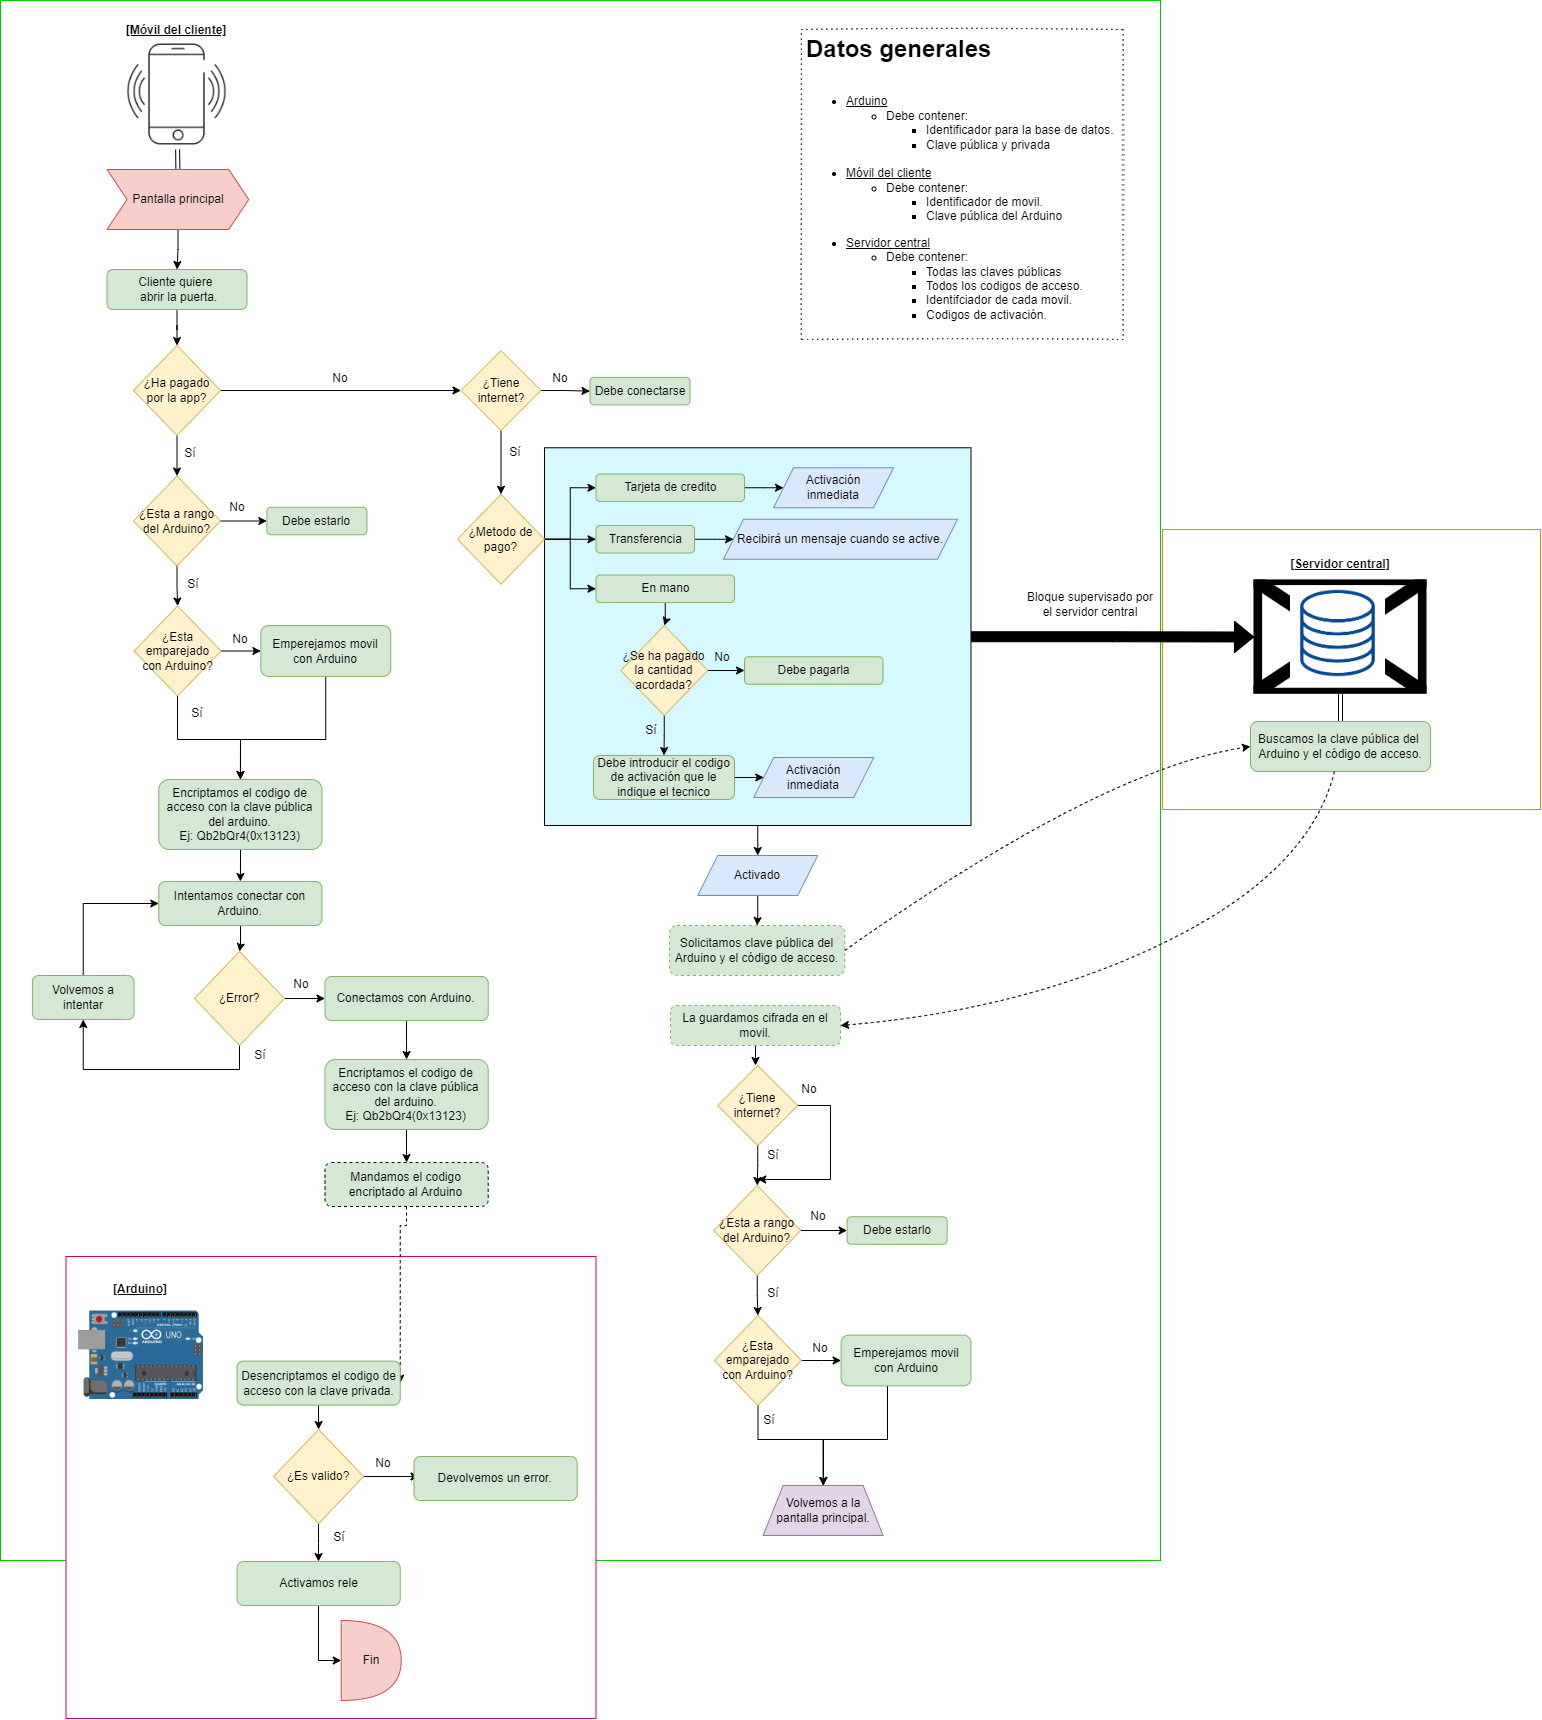 [Móvil del cliente]
Pantalla principal
Cliente quiere
abrir la puerta.
Datos generales
Arduino
Debe contener:
Identificador para la base de datos.
Clave pública y privada
Móvil del cliente
Debe contener:
Identificador de movil.
Clave pública del Arduino
Servidor central
Debe contener:
Todas las claves públicas
Todos los codigos de acceso.
Identifciador de cada movil.
Codigos de activación.
¿Ha pagado
por la app?
No
¿Tiene
internet?
No
Debe conectarse
Sí
Sí
¿Esta a rango
del Arduino?
No
Debe estarlo
Sí
¿Esta
emparejado
con Arduino?
No
Emperejamos movil
con Arduino
Sí
¿Metodo de
pago?
Tarjeta de credito
Activación
inmediata
Transferencia
Recibirá un mensaje cuando se active.
En mano
¿Se ha pagado
la cantidad
acordada?
No
Debe pagarla
Sí
Debe introducir el codigo
de activación que le
indique el tecnico
Activación
inmediata
Bloque supervisado por
el servidor central
[Servidor central]
Buscamos la clave pública del
Arduino y el código de acceso.
Encriptamos el codigo de
acceso con la clave pública
del arduino.
Ej: Qb2bQr4(0x13123)
Intentamos conectar con
Arduino.
¿Error?
No
Conectamos con Arduino.
Volvemos a
intentar
Sí
Encriptamos el codigo de
acceso con la clave pública
del arduino.
Ej: Qb2bQr4(0x13123)
Mandamos el codigo
encriptado al Arduino
Activado
Solicitamos clave pública del
Arduino y el código de acceso.
La guardamos cifrada en el
movil.
¿Tiene
internet?
No
Sí
¿Esta a rango
del Arduino?
No
Debe estarlo
Sí
¿Esta
emparejado
con Arduino?
No
Emperejamos movil
con Arduino
Sí
Volvemos a la
pantalla principal.
[Arduino]
UNO
Desencriptamos el codigo de
acceso con la clave privada.
¿Es valido?
No
Devolvemos un error.
Sí
Activamos rele
Fin